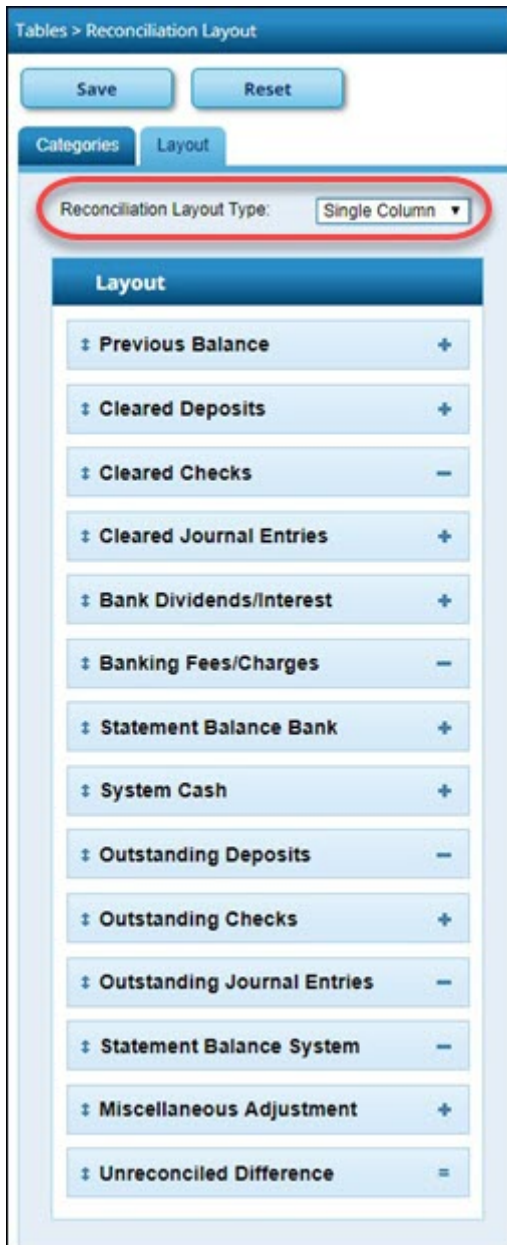 Tables > Reconciliation Layout
Save Reset
Categories Layout
Reconciliation Layout Type: Single Column
Layout
Previous Balance +
Cleared Deposits +
Cleared Checks −
Cleared Journal Entries +
Bank Dividends/Interest +
Banking Fees/Charges −
Statement Balance Bank +
System Cash +
Outstanding Deposits −
Outstanding Checks +
Outstanding Journal Entries −
Statement Balance System −
Miscellaneous Adjustment +
Unreconciled Difference =